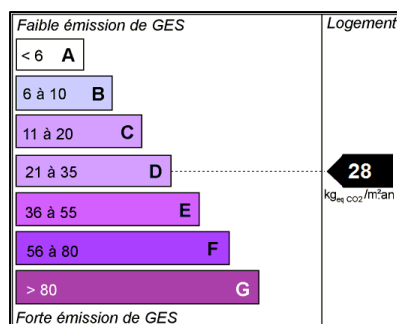 Faible émission de GES
Logement
< 6 A
6 à 10 B
11 à 20 C
21 à 35 D
28
kgeq CO2/m².an
36 à 55 E
56 à 80 F
> 80 G
Forte émission de GES